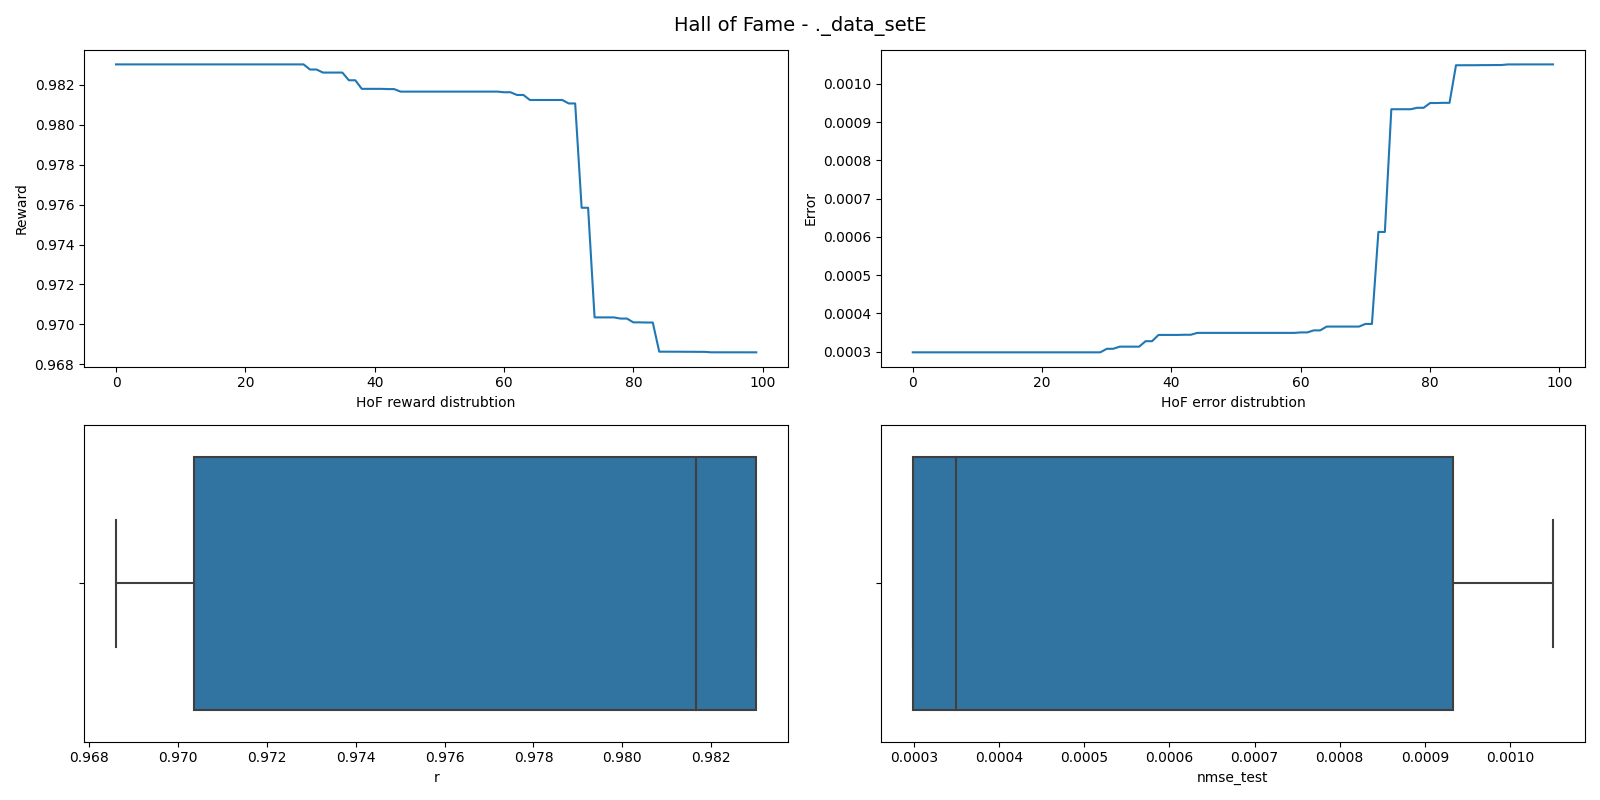 Hall of Fame - ._data_setE
0.982
0.980
0.978
0.976
0.974
0.972
0.970
0.968
Reward
0 20 40 60 80 100
HoF reward distrubtion
0.0010
0.0009
0.0008
0.0007
0.0006
0.0005
0.0004
0.0003
Error
0 20 40 60 80 100
HoF error distrubtion
0.968 0.970 0.972 0.974 0.976 0.978 0.980 0.982
r
0.0003 0.0004 0.0005 0.0006 0.0007 0.0008 0.0009 0.0010
nmse_test